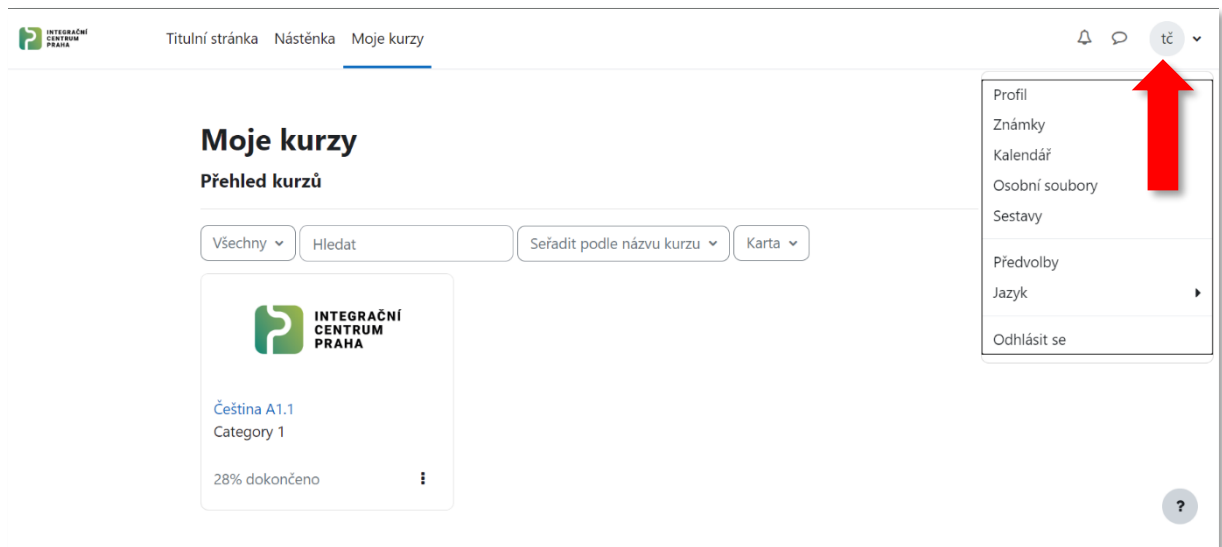 INTEGRAČNÍ
CENTRUM
PRAHA
Titulní stránka Nástěnka Moje kurzy
tč
Profil
Známky
Kalendář
Osobní soubory
Sestavy
Předvolby
Jazyk
Odhlásit se
Moje kurzy
Přehled kurzů
Všechny Hledat Seřadit podle názvu kurzu Karta
INTEGRAČNÍ
CENTRUM
PRAHA
Čeština A1.1
Category 1
28% dokončeno
?